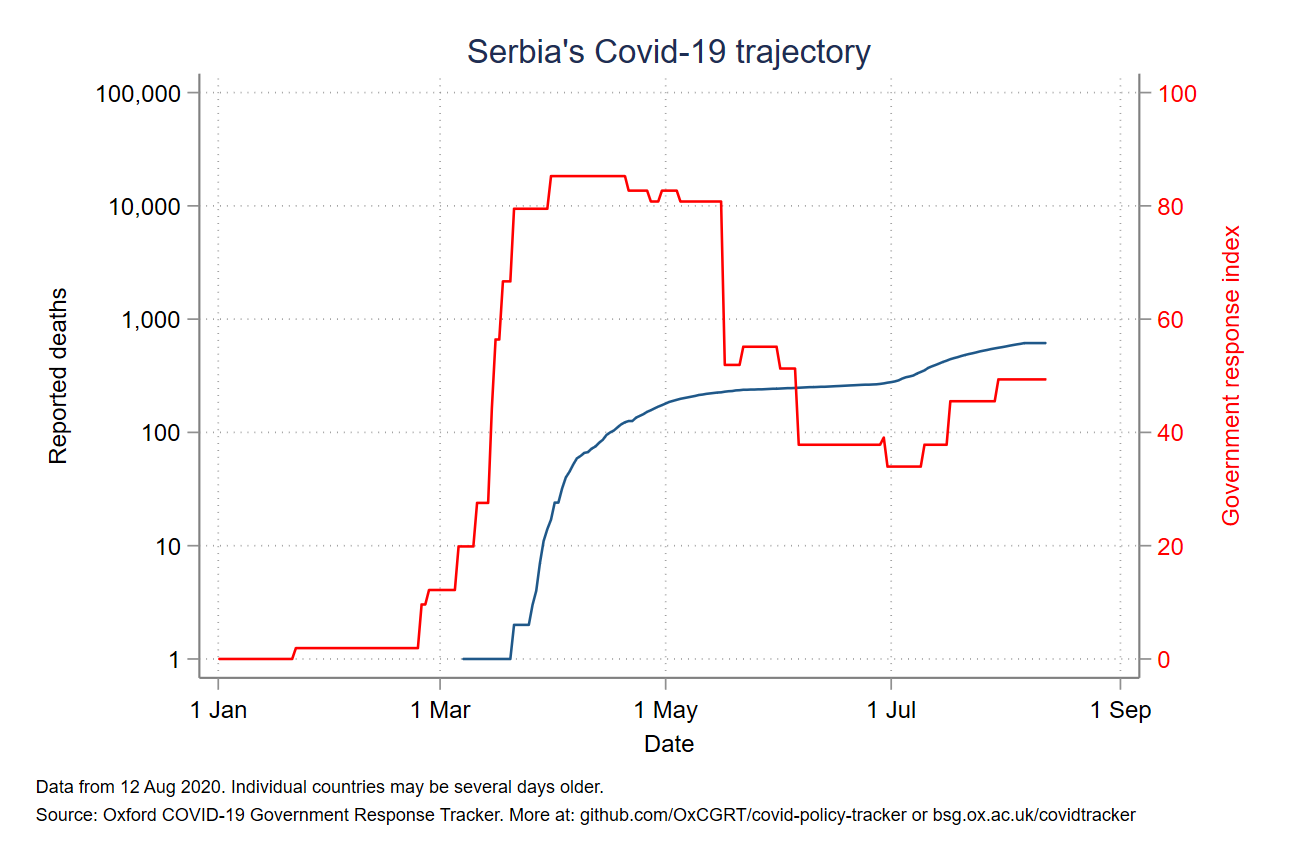 Serbia's Covid-19 trajectory
100,000
10,000
1,000
100
10
1
Reported deaths
100
80
60
40
20
0
Government response index
1 Jan
1 Mar
1 May
1 Jul
1 Sep
Date
Data from 12 Aug 2020. Individual countries may be several days older.
Source: Oxford COVID-19 Government Response Tracker. More at: github.com/OxCGRT/covid-policy-tracker or bsg.ox.ac.uk/covidtracker